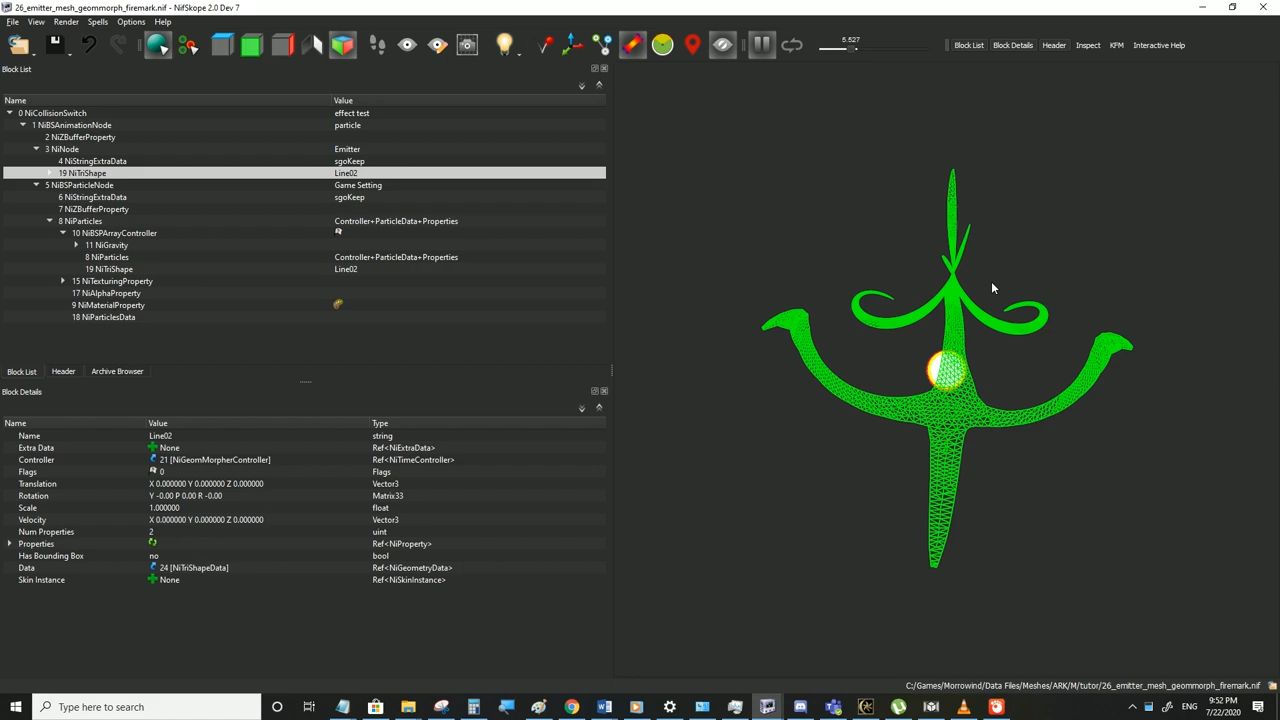 26_emitter_mesh_geommorph_firemark.nif - NifSkope 2.0 Dev 7
File View Render Spells Options Help
5.527
Block List Block Details Header Inspect KFM Interactive Help
Block List
Name Value
0 NiCollisionSwitch effect test
1 NiBSAnimationNode particle
2 NiZBufferProperty
3 NiNode Emitter
4 NiStringExtraData sgoKeep
19 NiTriShape Line02
5 NiBSParticleNode Game Setting
6 NiStringExtraData sgoKeep
7 NiZBufferProperty
8 NiParticles Controller+ParticleData+Properties
10 NiBSPArrayController
11 NiGravity
8 NiParticles Controller+ParticleData+Properties
19 NiTriShape Line02
15 NiTexturingProperty
17 NiAlphaProperty
9 NiMaterialProperty
18 NiParticlesData
Block List Header Archive Browser
Block Details
Name Value Type
Name Line02 string
Extra Data None Ref<NiExtraData>
Controller 21 [NiGeomMorpherController] Ref<NiTimeController>
Flags 0 Flags
Translation X 0.000000 Y 0.000000 Z 0.000000 Vector3
Rotation Y -0.00 P 0.00 R -0.00 Matrix33
Scale 1.000000 float
Velocity X 0.000000 Y 0.000000 Z 0.000000 Vector3
Num Properties 2 uint
Properties Ref<NiProperty>
Has Bounding Box no bool
Data 24 [NiTriShapeData] Ref<NiGeometryData>
Skin Instance None Ref<NiSkinInstance>
C:/Games/Morrowind/Data Files/Meshes/ARK/M/tutor/26_emitter_mesh_geommorph_firemark.nif
Type here to search
ENG
9:52 PM
7/22/2020